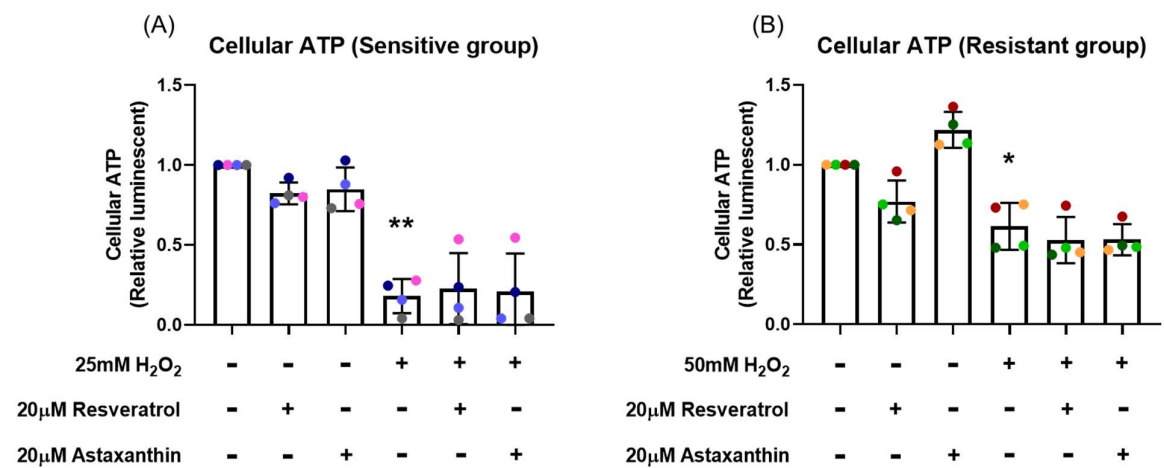 (A)
Cellular ATP (Sensitive group)
Cellular ATP
(Relative luminescent)
1.5
1.0
0.5
0.0
**
25mM H₂O₂ - - - + + +
20μM Resveratrol - + - - + -
20μM Astaxanthin - - + - - +
(B)
Cellular ATP (Resistant group)
Cellular ATP
(Relative luminescent)
1.5
1.0
0.5
0.0
*
50mM H₂O₂ - - - + + +
20μM Resveratrol - + - - + -
20μM Astaxanthin - - + - - +